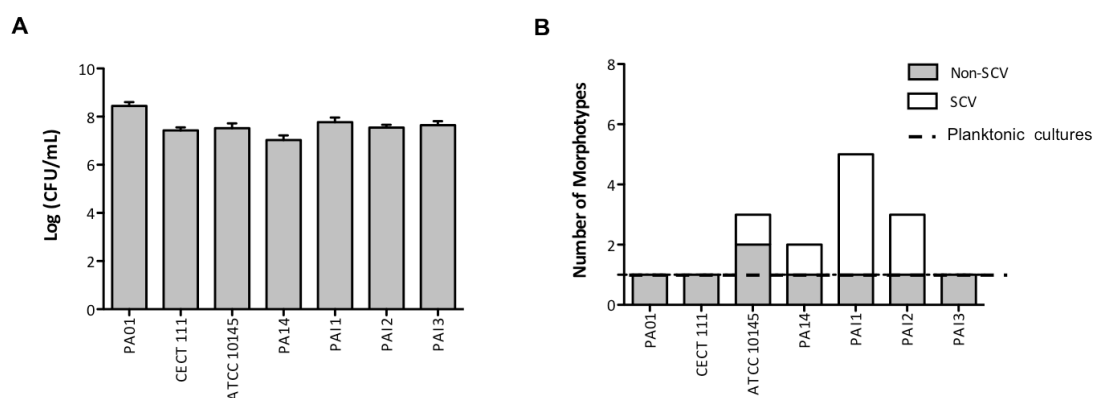 A
Log (CFU/mL)
10
8
6
4
2
0
PA01
CECT 111
ATCC 10145
PA14
PAI1
PAI2
PAI3
B
Number of Morphotypes
8
6
4
2
0
Non-SCV
SCV
Planktonic cultures
PA01
CECT 111
ATCC 10145
PA14
PAI1
PAI2
PAI3